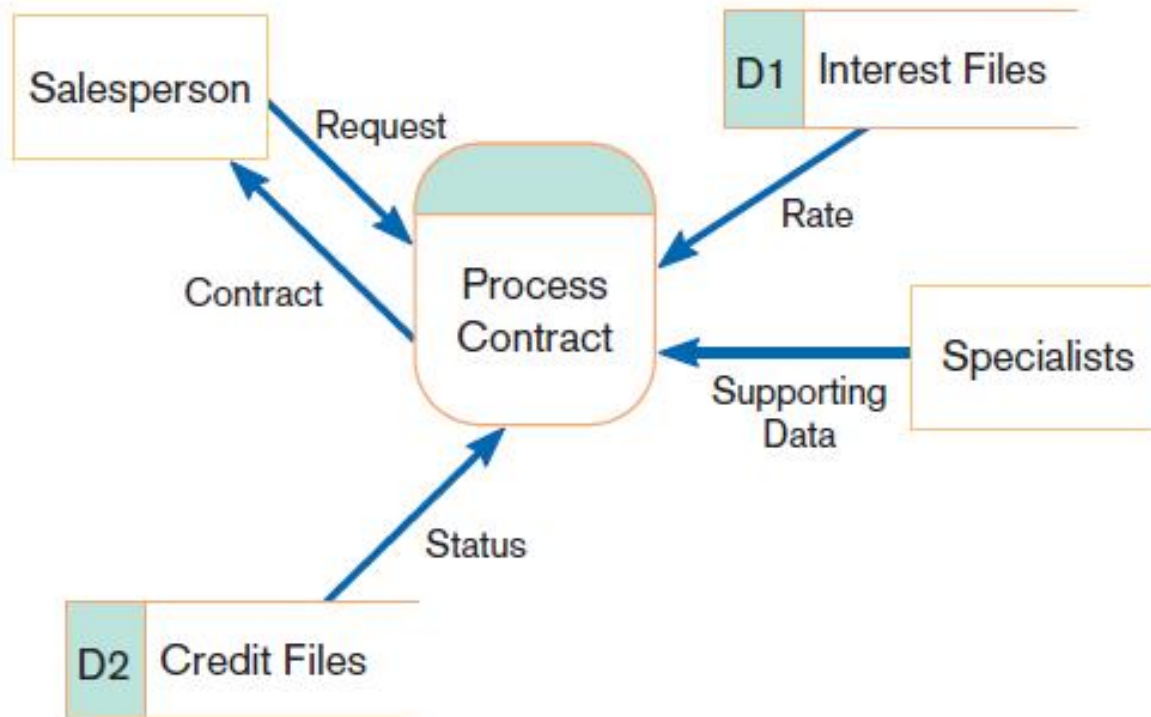 Salesperson
D1 Interest Files
Request
Rate
Contract
Process
Contract
Specialists
Supporting
Data
Status
D2 Credit Files